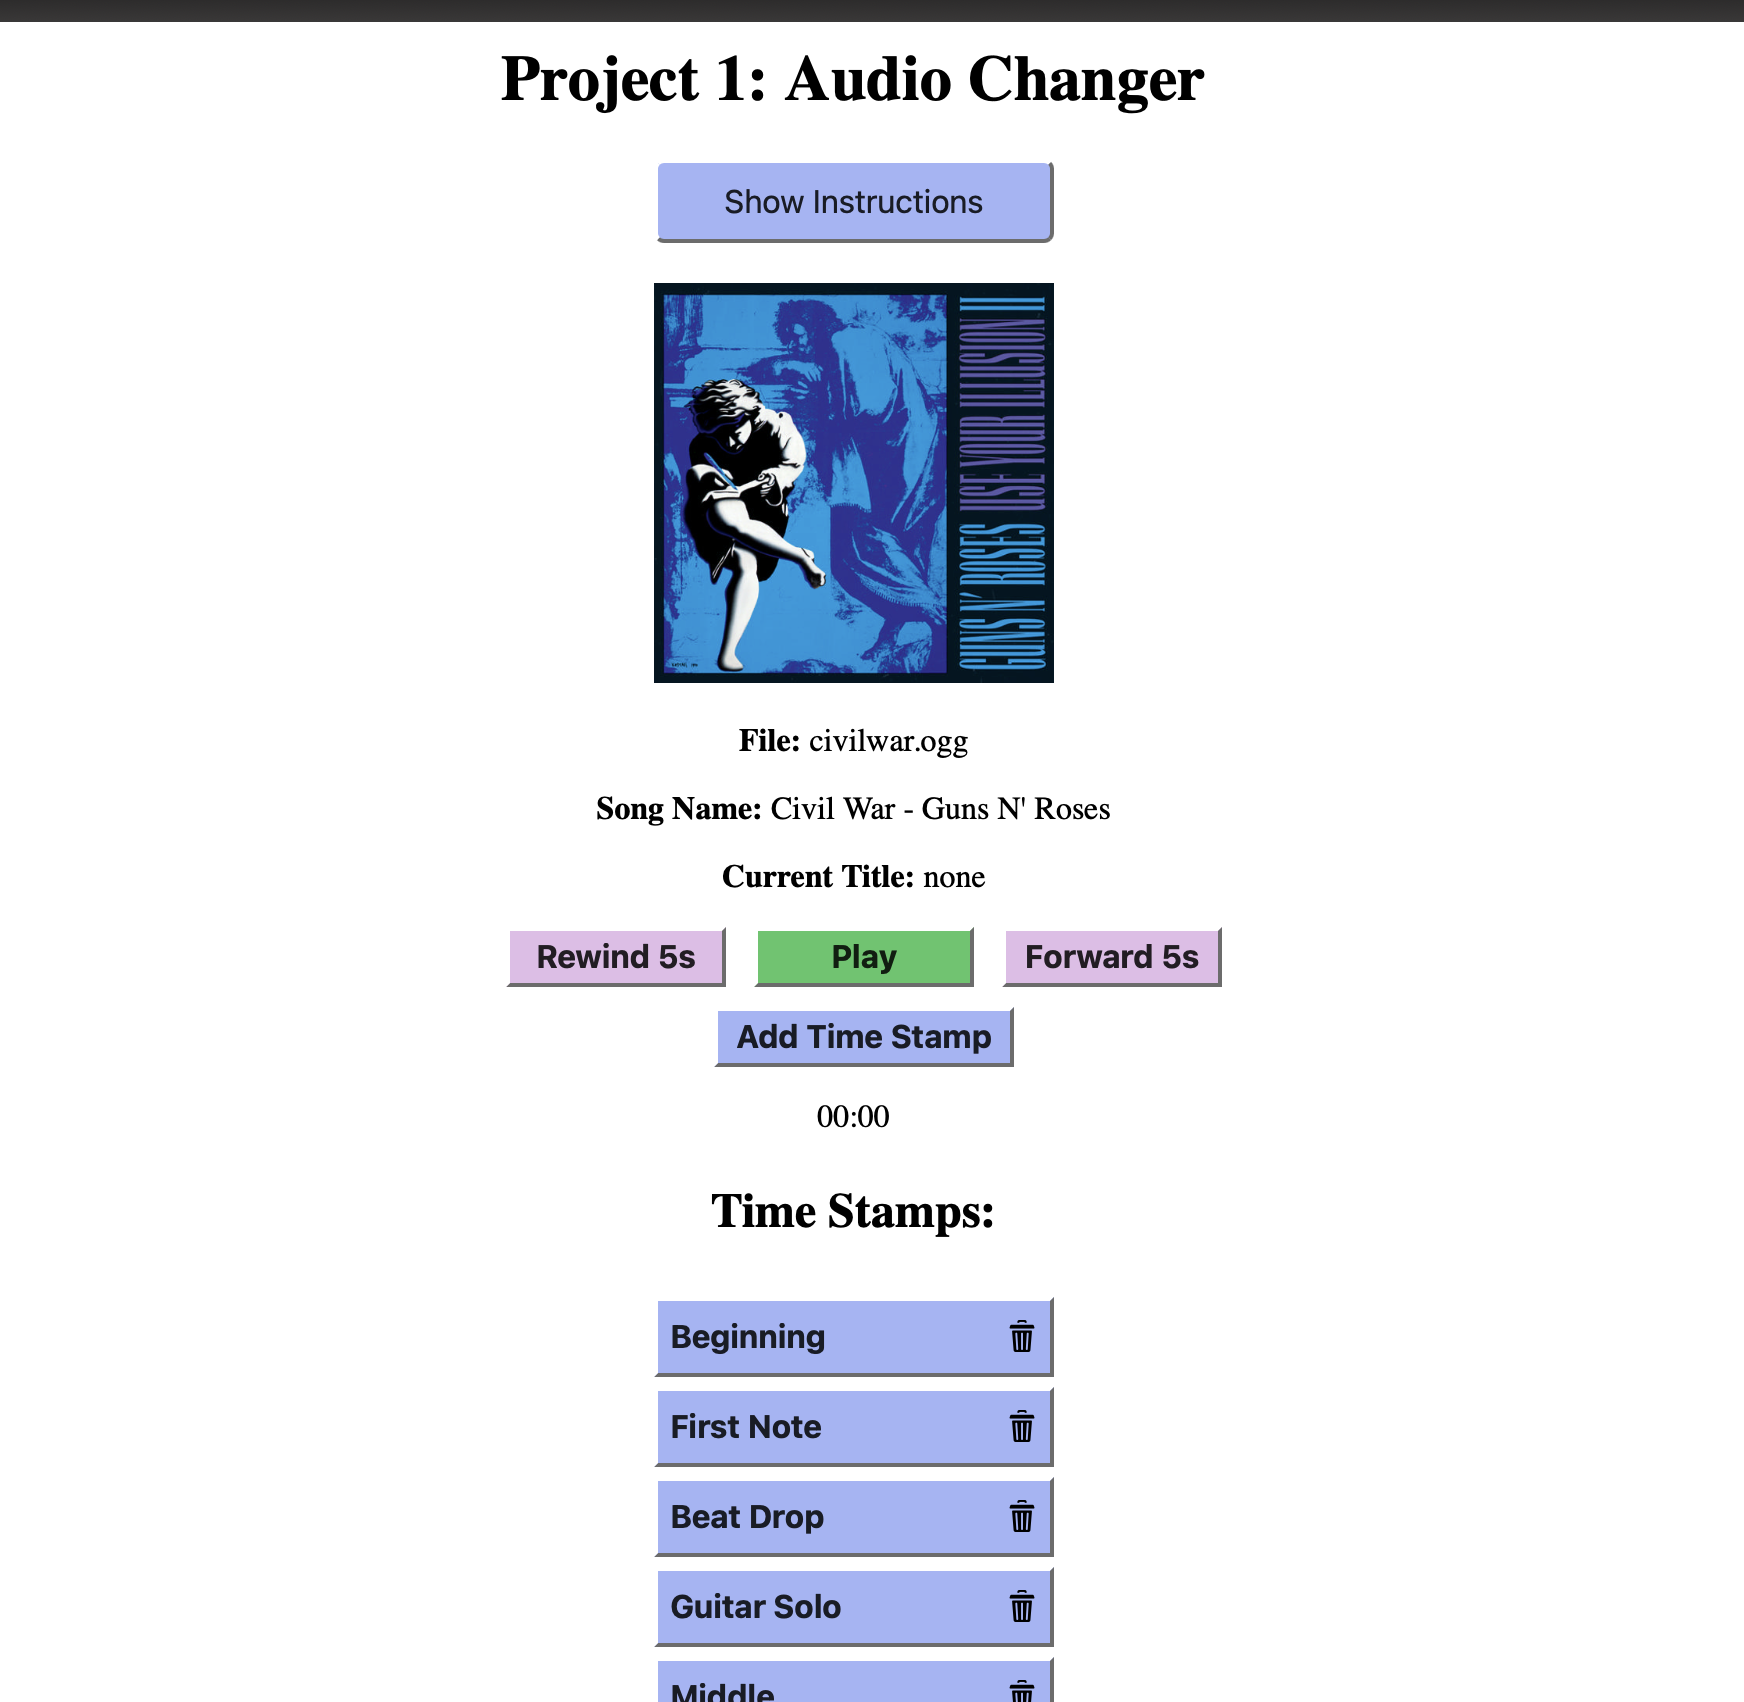 Project 1: Audio Changer
Show Instructions
GUNS N' ROSES USE YOUR ILLUSION II
File: civilwar.ogg
Song Name: Civil War - Guns N' Roses
Current Title: none
Rewind 5s Play Forward 5s
Add Time Stamp
00:00
Time Stamps:
Beginning
First Note
Beat Drop
Guitar Solo
Middle